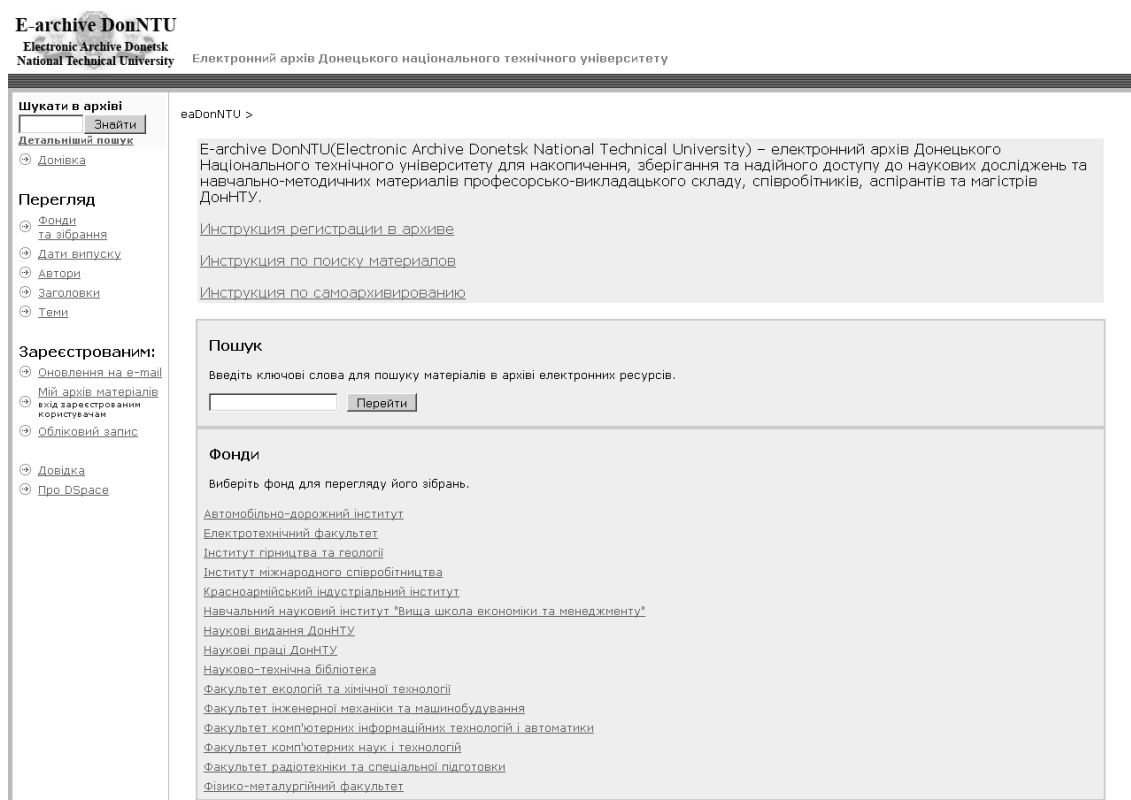 E-archive DonNTU
Electronic Archive Donetsk
National Technical University
Електронний архів Донецького національного технічного університету
Шукати в архіві
Знайти
Детальніший пошук
Домівка
Перегляд
Фонди
та зібрання
Дати випуску
Автори
Заголовки
Теми
Зареєстрованим:
Оновлення на e-mail
Мій архів матеріалів
вхід зареєстрованим
користувачам
Обліковий запис
Довідка
Про DSpace
eaDonNTU >
E-archive DonNTU(Electronic Archive Donetsk National Technical University) – електронний архів Донецького
Національного технічного університету для накопичення, зберігання та надійного доступу до наукових досліджень та
навчально-методичних матеріалів професорсько-викладацького складу, співробітників, аспірантів та магістрів
ДонНТУ.
Инструкция регистрации в архиве
Инструкция по поиску материалов
Инструкция по самоархивированию
Пошук
Введіть ключові слова для пошуку матеріалів в архіві електронних ресурсів.
Перейти
Фонди
Виберіть фонд для перегляду його зібрань.
Автомобільно-дорожний інститут
Електротехнічний факультет
Інститут гірництва та геології
Інститут міжнародного співробітництва
Красноармійський індустріальний інститут
Навчальний науковий інститут "Вища школа економіки та менеджменту"
Наукові видання ДонНТУ
Наукові праці ДонНТУ
Науково-технічна бібліотека
Факультет екологій та хімічної технології
Факультет інженерної механіки та машинобудування
Факультет комп'ютерних інформаційних технологій і автоматики
Факультет комп'ютерних наук і технологій
Факультет радіотехніки та спеціальної підготовки
Фізико-металургійний факультет